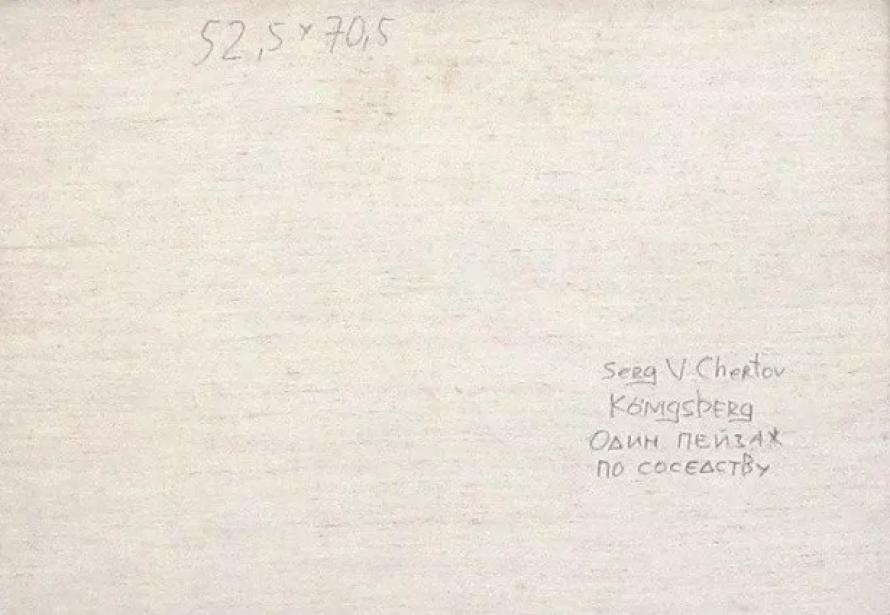 52,5 x 70,5
Serg V Chertov
Königsberg
Один пейзаж
по соседству